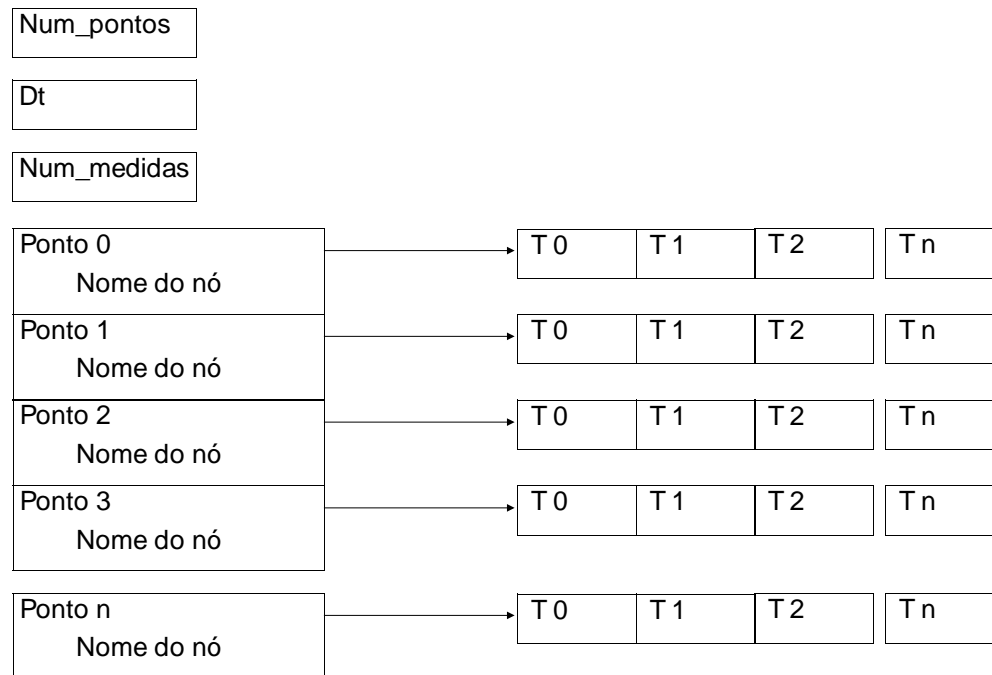 Num_pontos
Dt
Num_medidas
Ponto 0 T 0 T 1 T 2 T n
Nome do nó
Ponto 1 T 0 T 1 T 2 T n
Nome do nó
Ponto 2 T 0 T 1 T 2 T n
Nome do nó
Ponto 3 T 0 T 1 T 2 T n
Nome do nó
Ponto n T 0 T 1 T 2 T n
Nome do nó